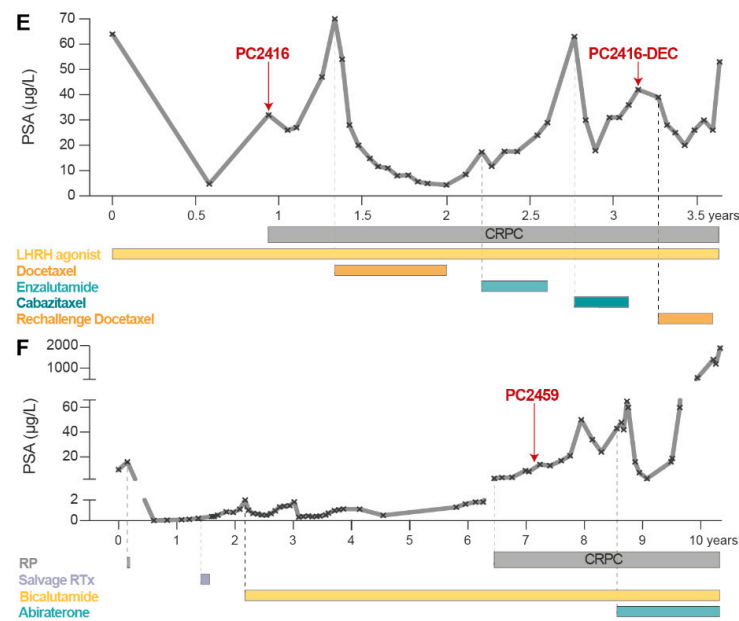 E
PSA (µg/L)
70
60
50
40
30
20
10
0
PC2416
PC2416-DEC
0 0.5 1 1.5 2 2.5 3 3.5 years
CRPC
LHRH agonist
Docetaxel
Enzalutamide
Cabazitaxel
Rechallenge Docetaxel
F
PSA (µg/L)
2000
1000
60
40
20
2
0
PC2459
0 1 2 3 4 5 6 7 8 9 10 years
CRPC
RP
Salvage RTx
Bicalutamide
Abiraterone